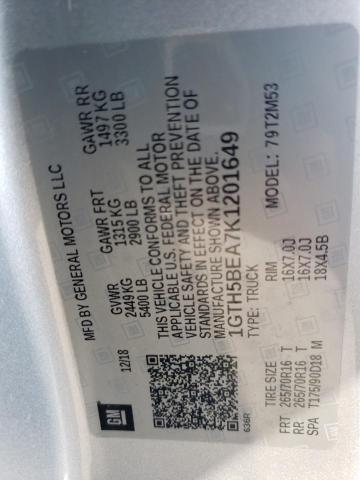 MFD BY GENERAL MOTORS LLC
12/18
GVWR
2449 KG
5400 LB
GAWR FRT
1315 KG
2900 LB
GAWR RR
1497 KG
3300 LB
THIS VEHICLE CONFORMS TO ALL
APPLICABLE U.S. FEDERAL MOTOR
VEHICLE SAFETY AND THEFT PREVENTION
STANDARDS IN EFFECT ON THE DATE OF
MANUFACTURE SHOWN ABOVE.
1GTH5BEA7K1201649
TYPE: TRUCK
MODEL: 79T2M53
GM
636R
TIRE SIZE RIM
FRT 265/70R16 T 16X7.0J
RR 265/70R16 T 16X7.0J
SPA T175/90D18 M 18X4.5B